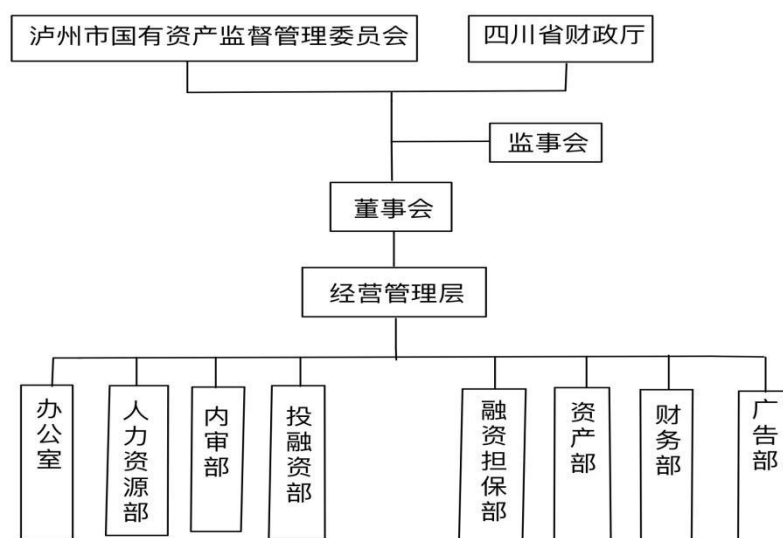 泸州市国有资产监督管理委员会
四川省财政厅
监事会
董事会
经营管理层
办公室
人力资源部
内审部
投融资部
融资担保部
资产部
财务部
广告部